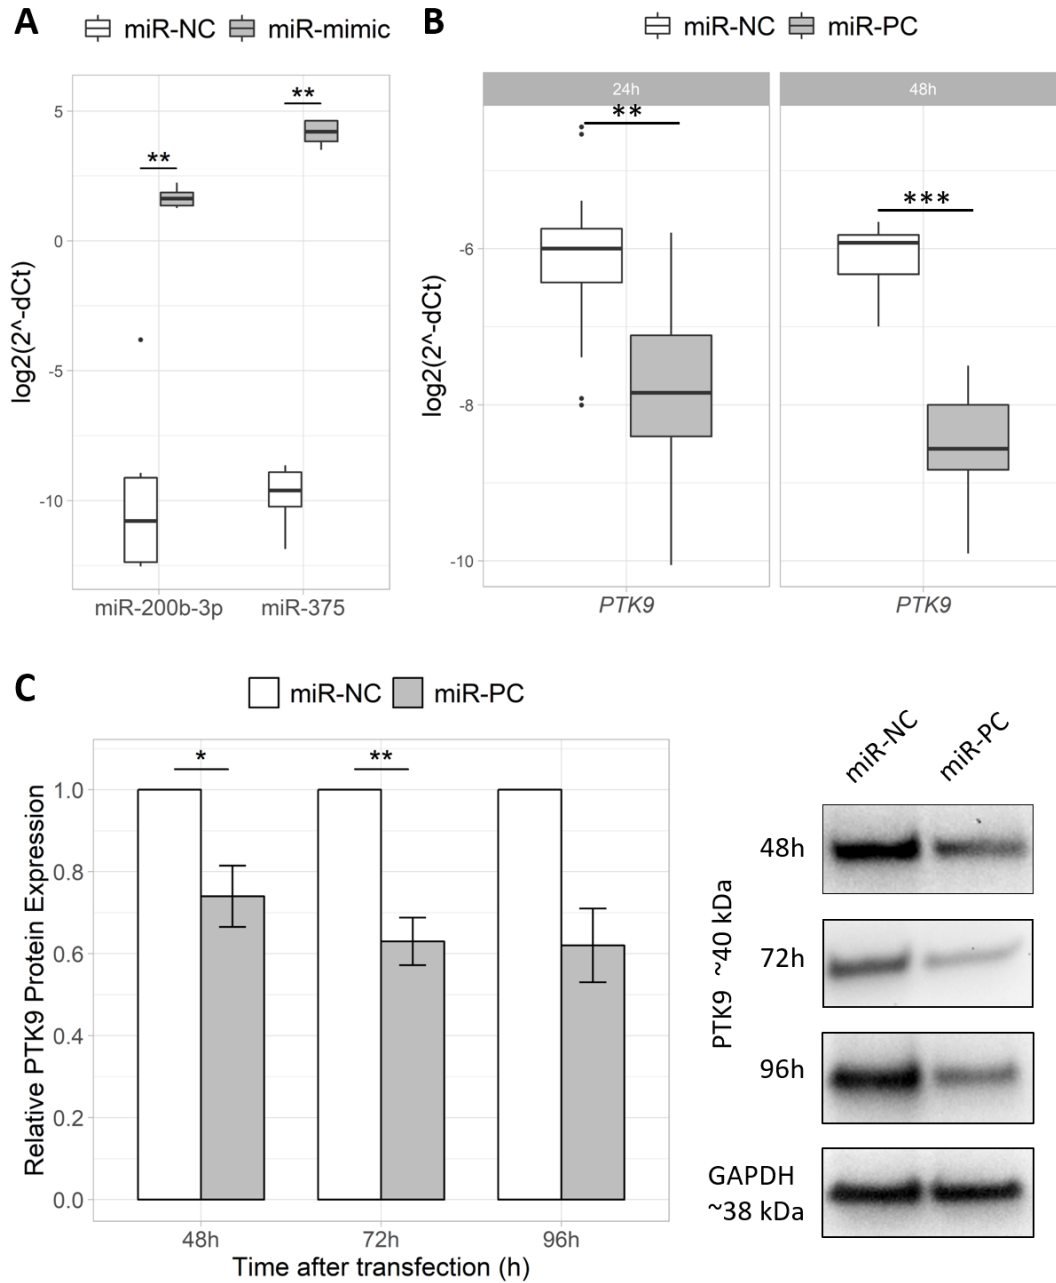 A
miR-NC miR-mimic
log2(2^-dCt)
5
0
-5
-10
**
**
miR-200b-3p miR-375
B
miR-NC miR-PC
24h 48h
log2(2^-dCt)
-6
-8
-10
**
***
PTK9 PTK9
C
miR-NC miR-PC
Relative PTK9 Protein Expression
1.0
0.8
0.6
0.4
0.2
0.0
*
**
48h 72h 96h
Time after transfection (h)
miR-NC miR-PC
PTK9 ~40 kDa
48h
72h
96h
GAPDH
~38 kDa